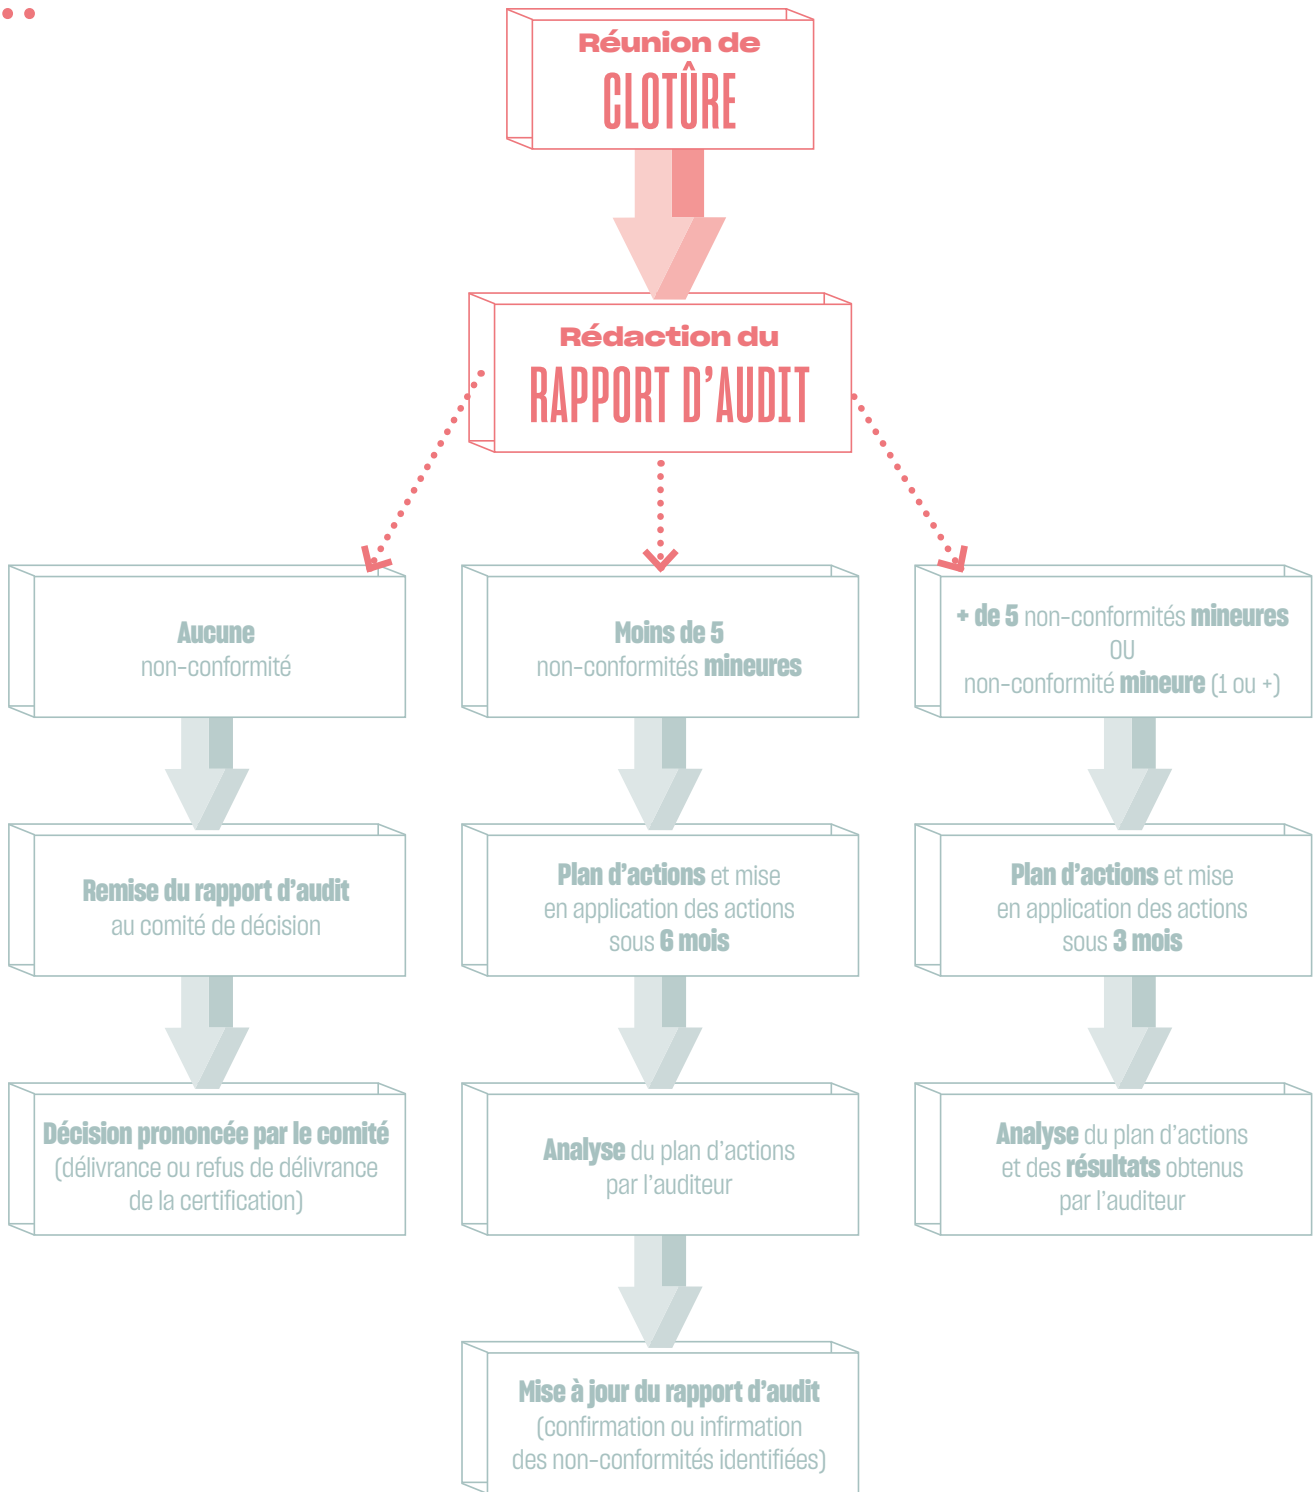 Réunion de
CLOTÛRE
Rédaction du
RAPPORT D’AUDIT
Aucune
non-conformité
Moins de 5
non-conformités mineures
+ de 5 non-conformités mineures
OU
non-conformité mineure (1 ou +)
Remise du rapport d’audit
au comité de décision
Plan d’actions et mise
en application des actions
sous 6 mois
Plan d’actions et mise
en application des actions
sous 3 mois
Décision prononcée par le comité
(délivrance ou refus de délivrance
de la certification)
Analyse du plan d’actions
par l’auditeur
Analyse du plan d’actions
et des résultats obtenus
par l’auditeur
Mise à jour du rapport d’audit
(confirmation ou infirmation
des non-conformités identifiées)